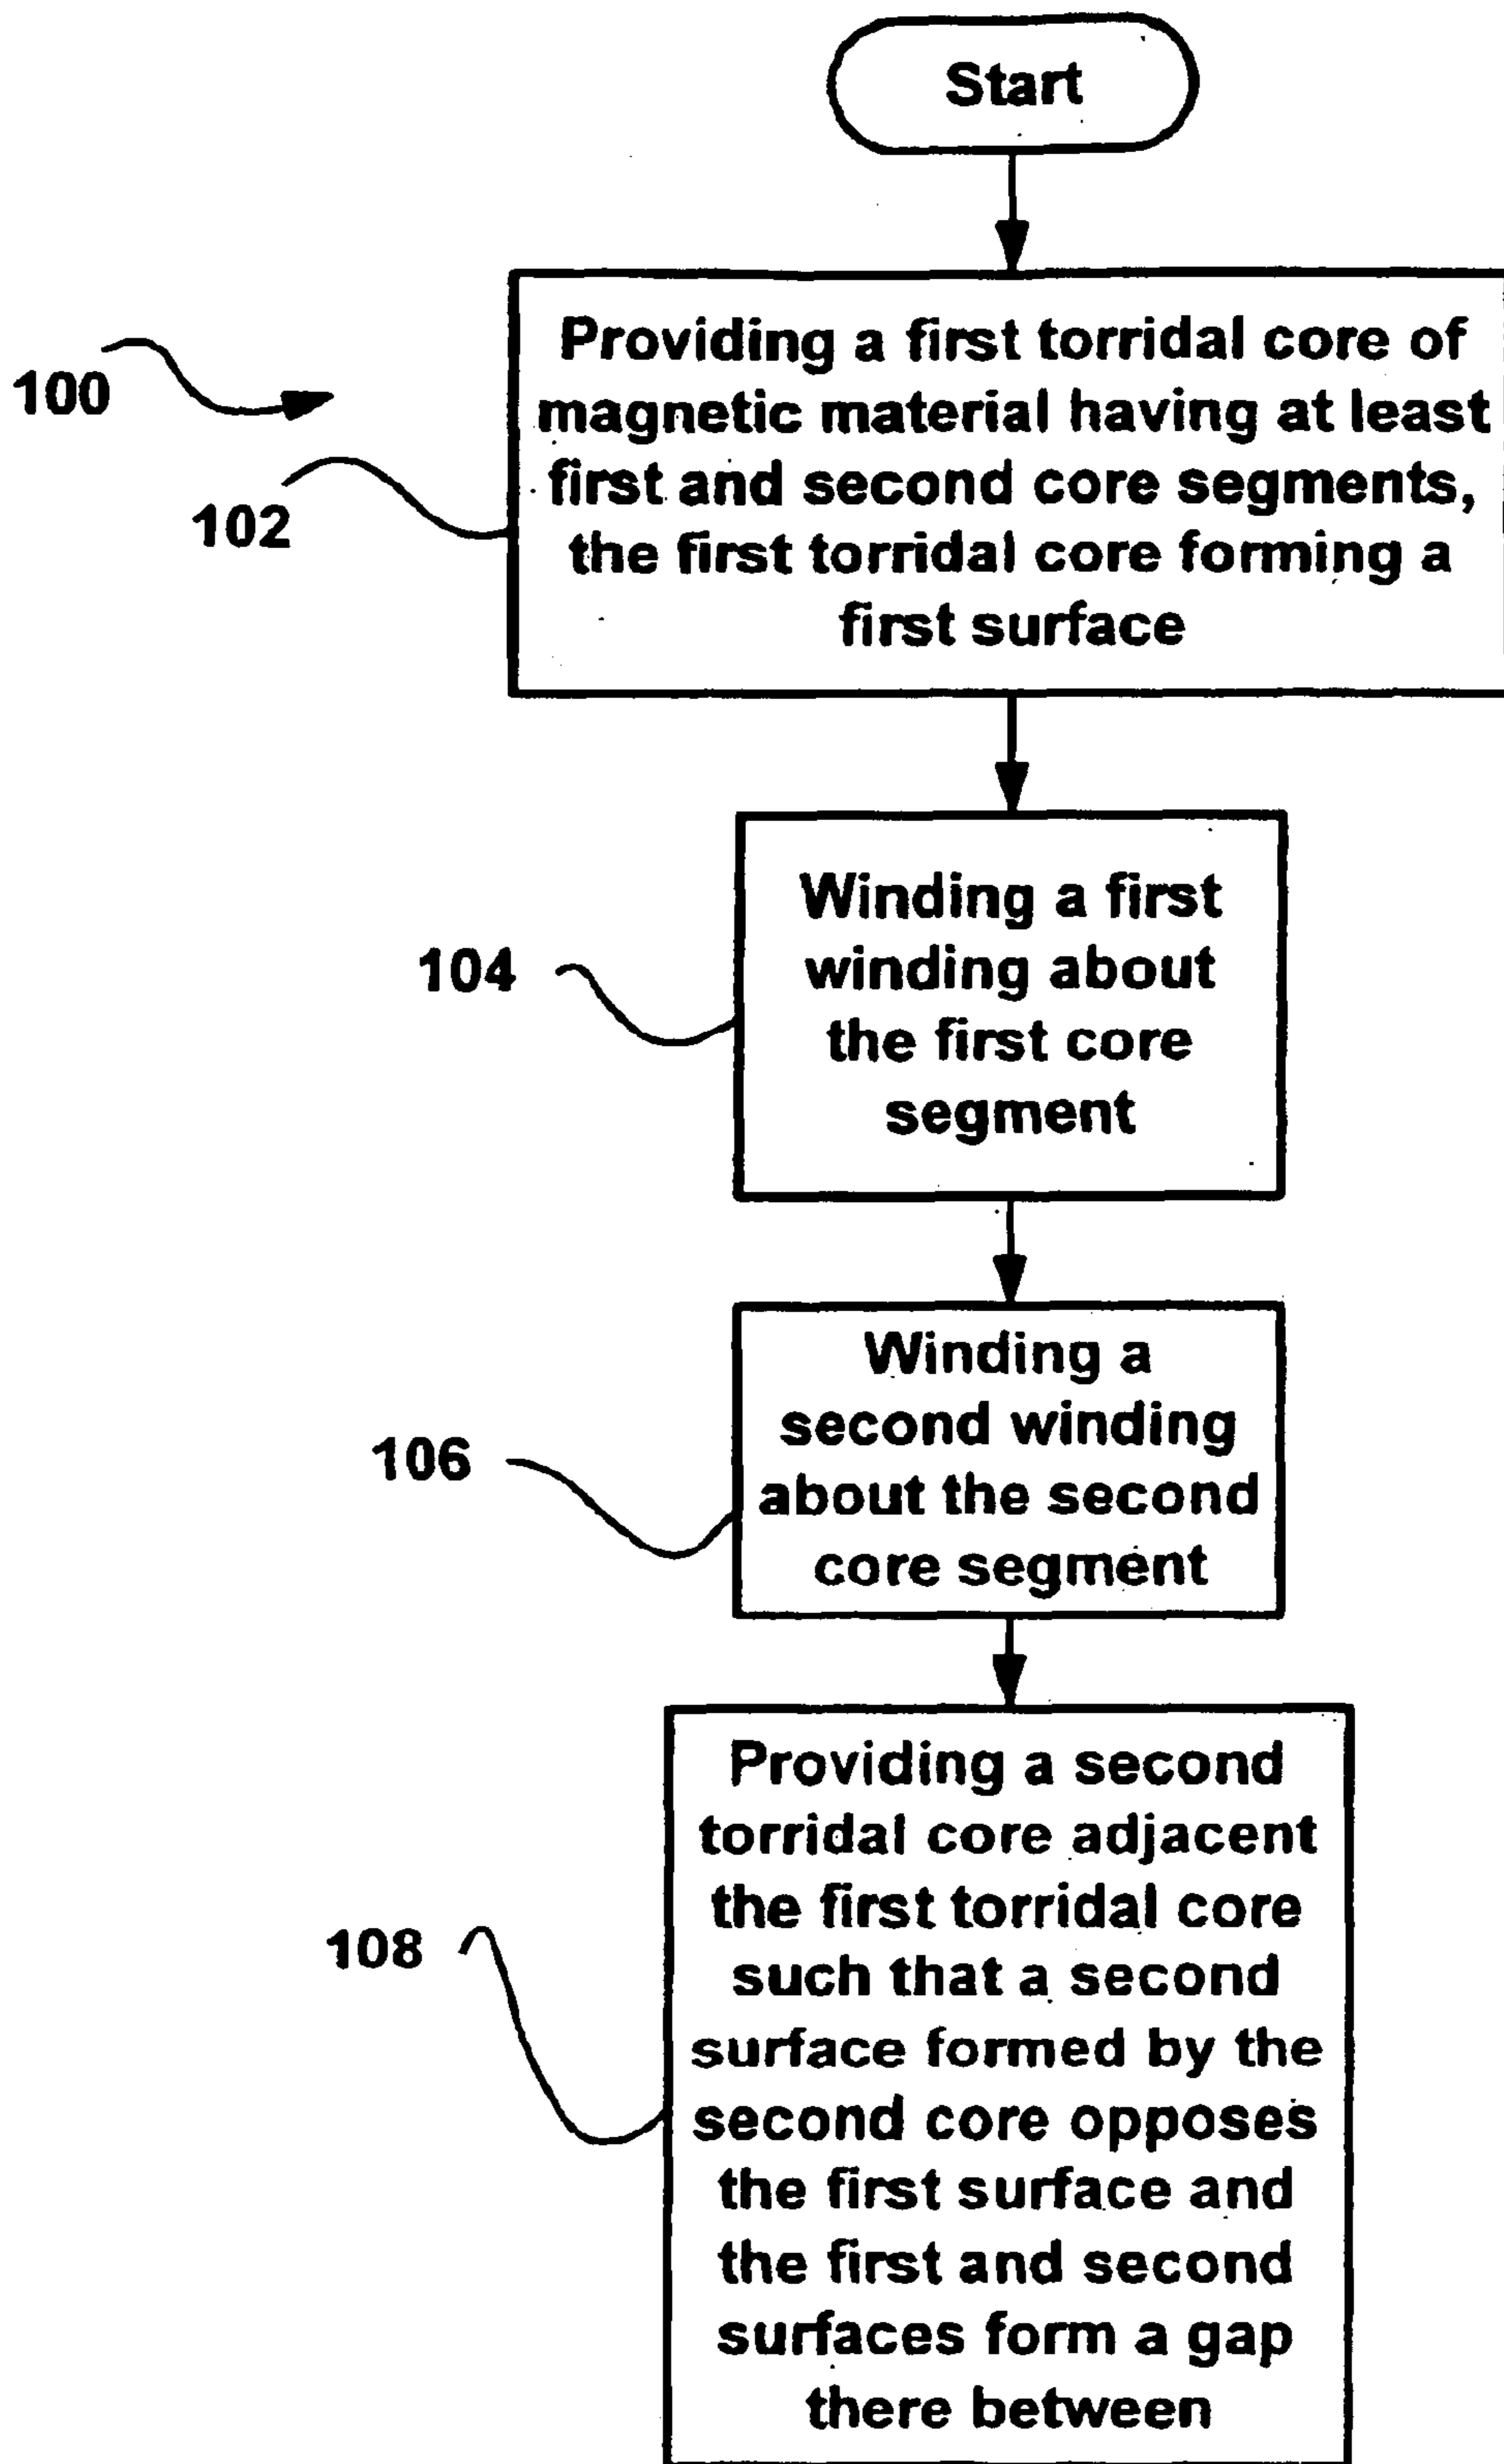 Start
100
Providing a first torridal core of
magnetic material having at least
first and second core segments,
the first torridal core forming a
first surface
102
Winding a first
winding about
the first core
segment
104
Winding a
second winding
about the second
core segment
106
Providing a second
torridal core adjacent
the first torridal core
such that a second
surface formed by the
second core opposes
the first surface and
the first and second
surfaces form a gap
there between
108